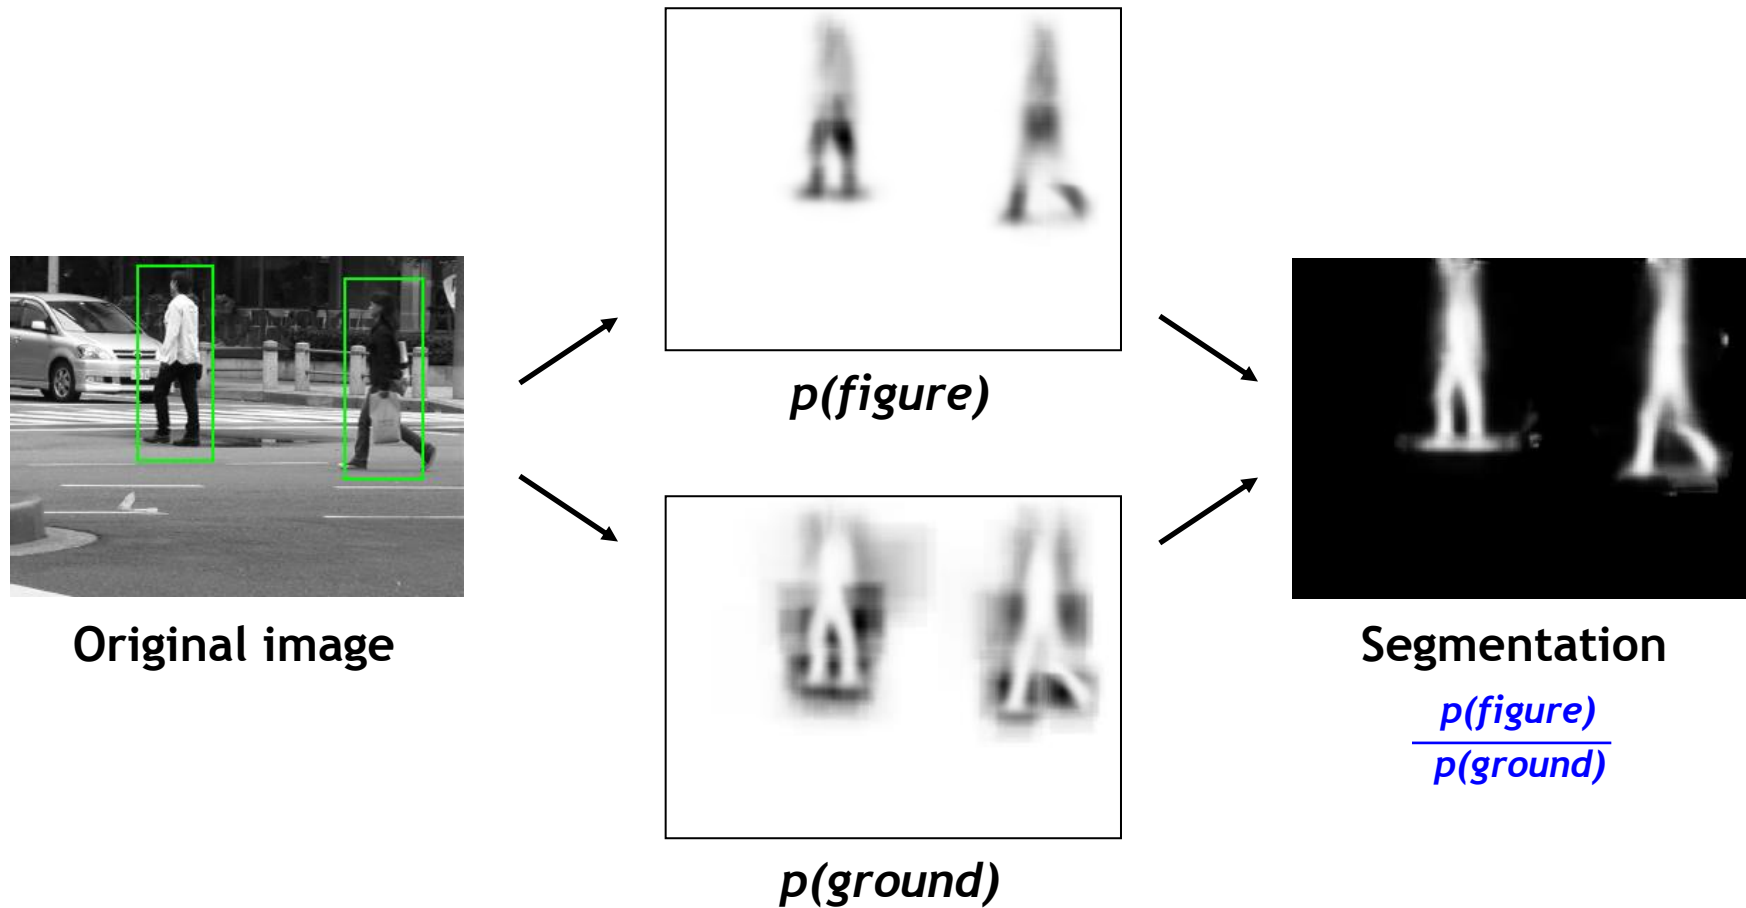 p(figure)
Original image
Segmentation
p(figure)
p(ground)
p(ground)